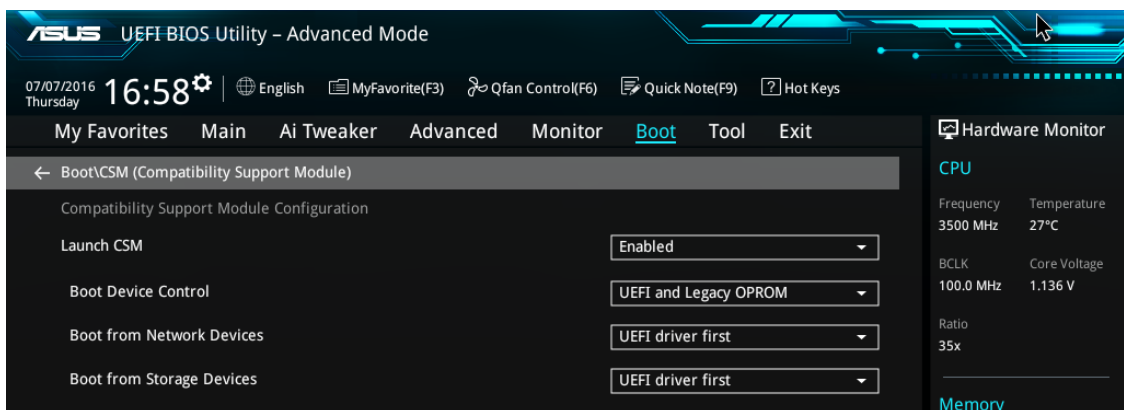 ASUS UEFI BIOS Utility – Advanced Mode
07/07/2016
Thursday
16:58
English
MyFavorite(F3)
Qfan Control(F6)
Quick Note(F9)
? Hot Keys
My Favorites Main Ai Tweaker Advanced Monitor Boot Tool Exit
← Boot\CSM (Compatibility Support Module)
Compatibility Support Module Configuration
Launch CSM Enabled
Boot Device Control UEFI and Legacy OPROM
Boot from Network Devices UEFI driver first
Boot from Storage Devices UEFI driver first
Hardware Monitor
CPU
Frequency Temperature
3500 MHz 27°C
BCLK Core Voltage
100.0 MHz 1.136 V
Ratio
35x
Memory